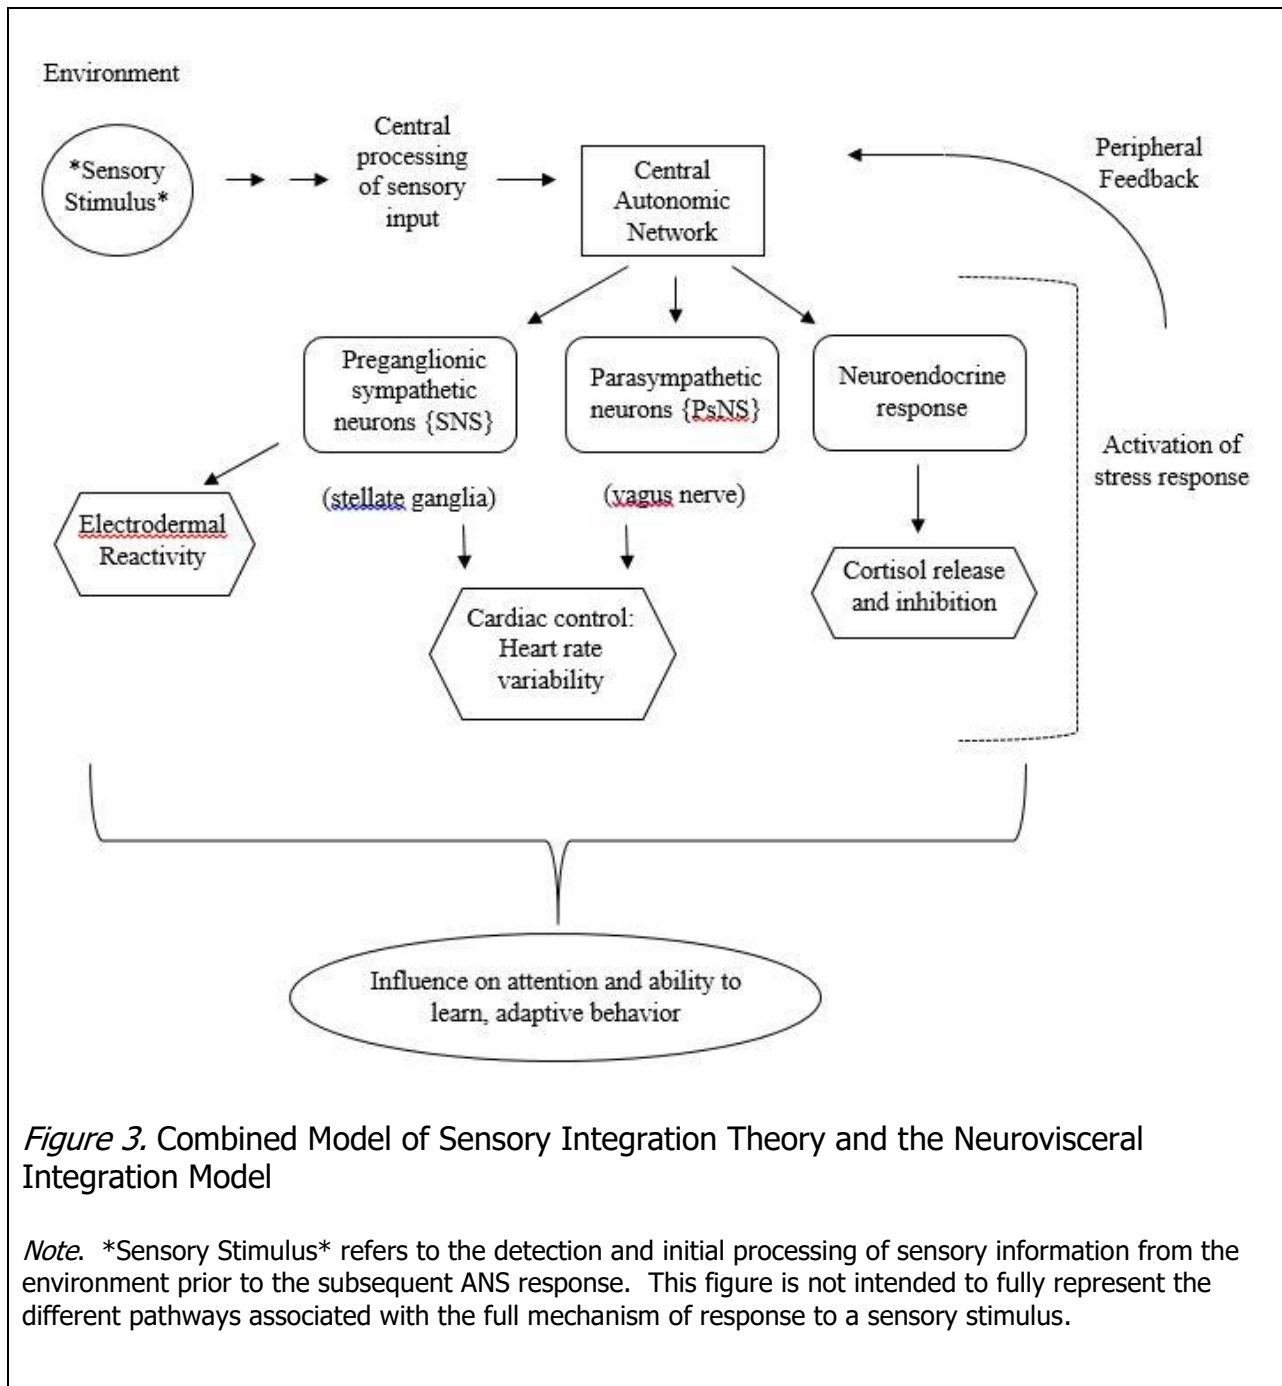 Environment
*Sensory
Stimulus*
Central
processing
of sensory
input
Central
Autonomic
Network
Peripheral
Feedback
Preganglionic
sympathetic
neurons {SNS}
Parasympathetic
neurons {PsNS}
Neuroendocrine
response
Activation of
stress response
(stellate ganglia)
(vagus nerve)
Electrodermal
Reactivity
Cardiac control:
Heart rate
variability
Cortisol release
and inhibition
Influence on attention and ability to
learn, adaptive behavior
Figure 3. Combined Model of Sensory Integration Theory and the Neurovisceral
Integration Model
Note. *Sensory Stimulus* refers to the detection and initial processing of sensory information from the
environment prior to the subsequent ANS response. This figure is not intended to fully represent the
different pathways associated with the full mechanism of response to a sensory stimulus.